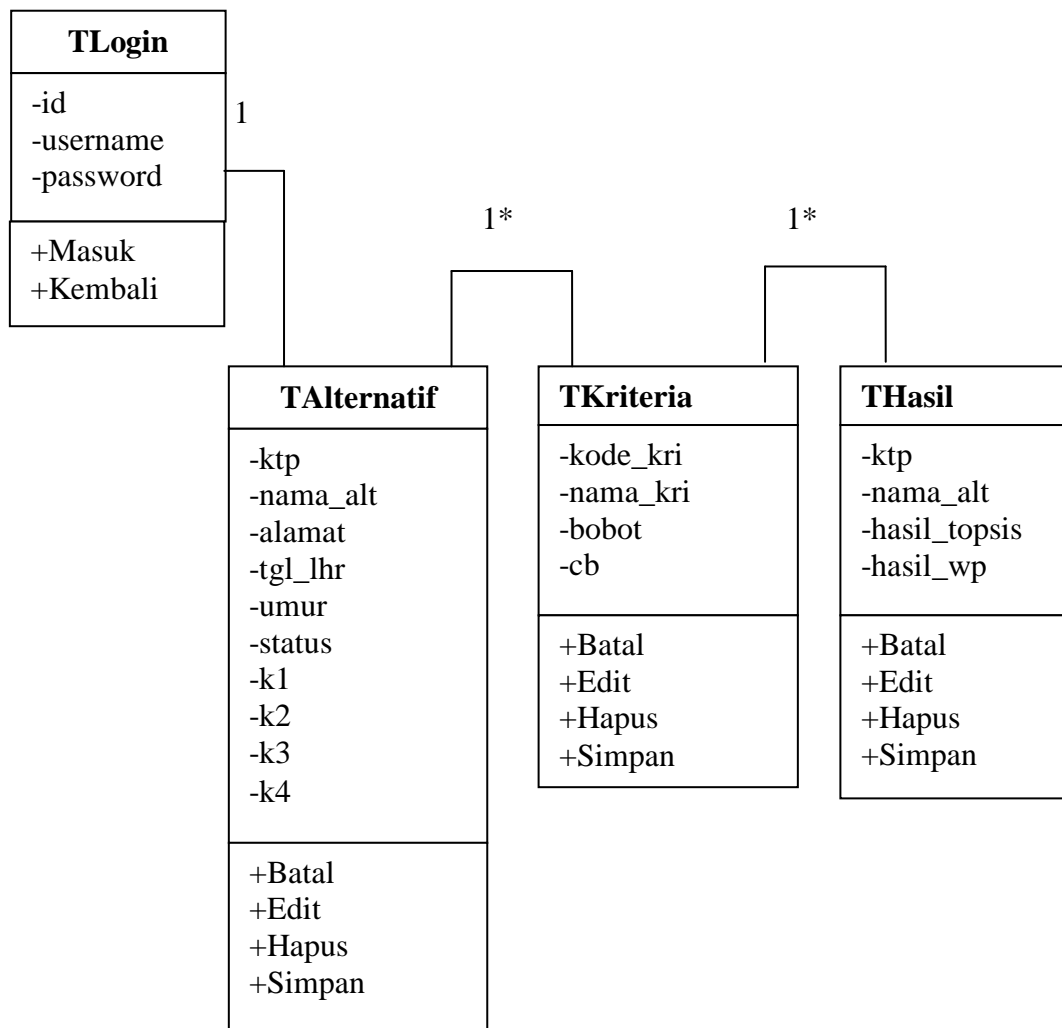 TLogin
-id
-username
-password
+Masuk
+Kembali
1
1*
1*
TAlternatif
-ktp
-nama_alt
-alamat
-tgl_lhr
-umur
-status
-k1
-k2
-k3
-k4
+Batal
+Edit
+Hapus
+Simpan
TKriteria
-kode_kri
-nama_kri
-bobot
-cb
+Batal
+Edit
+Hapus
+Simpan
THasil
-ktp
-nama_alt
-hasil_topsis
-hasil_wp
+Batal
+Edit
+Hapus
+Simpan